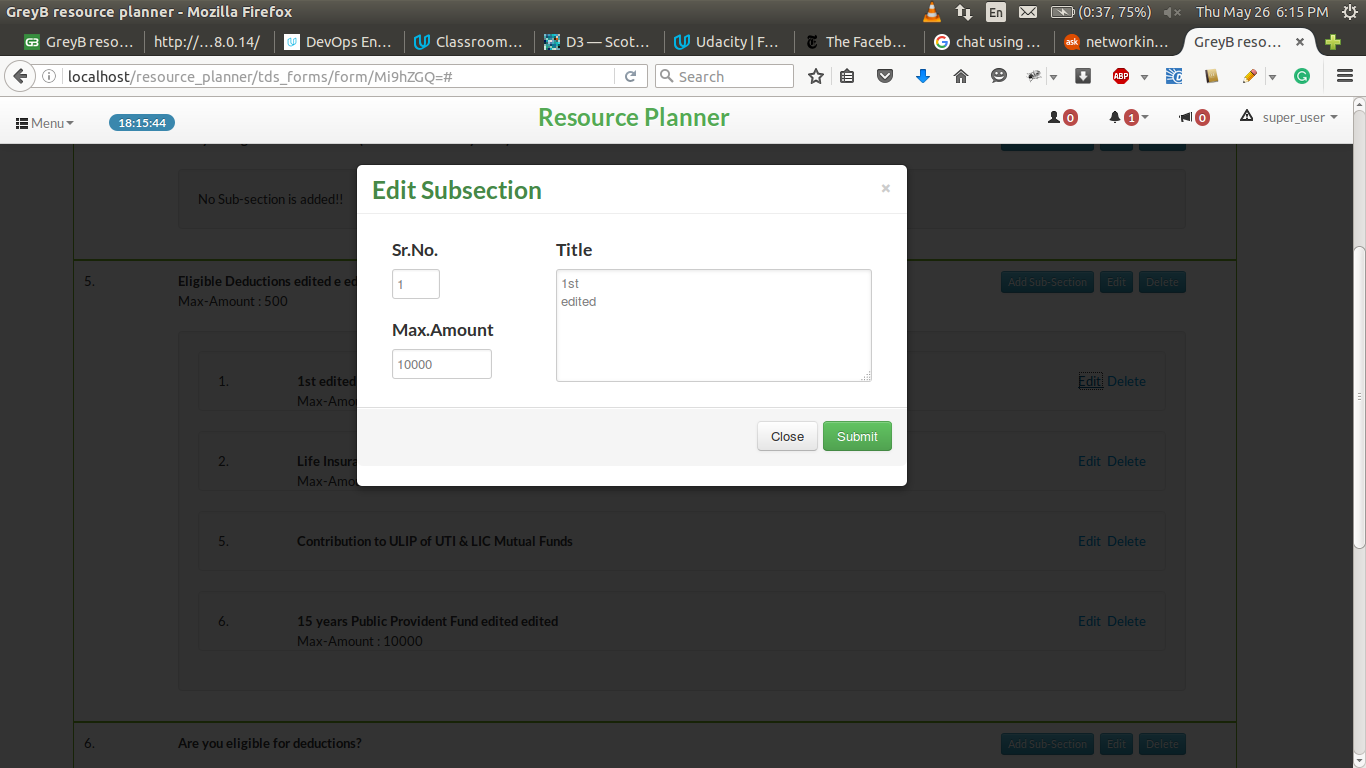 GreyB resource planner - Mozilla Firefox
En
(0:37, 75%)
Thu May 26 6:15 PM
GreyB reso…
http://…8.0.14/
DevOps En…
Classroom…
D3 — Scot…
Udacity | F…
The Faceb…
chat using …
networkin…
GreyB reso…
localhost/resource_planner/tds_forms/form/Mi9hZGQ=#
Search
ABP
Menu
18:15:44
Resource Planner
0
1
0
super_user
Edit Subsection
×
No Sub-section is added!!
Sr.No.
Title
1
1st
edited
Max.Amount
10000
Close
Submit
5.
Eligible Deductions edited e ed
Add Sub-Section
Edit
Delete
Max-Amount : 500
1.
1st edited
Edit Delete
Max-Amo
2.
Life Insura
Edit Delete
Max-Amo
5.
Contribution to ULIP of UTI & LIC Mutual Funds
Edit Delete
6.
15 years Public Provident Fund edited edited
Edit Delete
Max-Amount : 10000
6.
Are you eligible for deductions?
Add Sub-Section
Edit
Delete